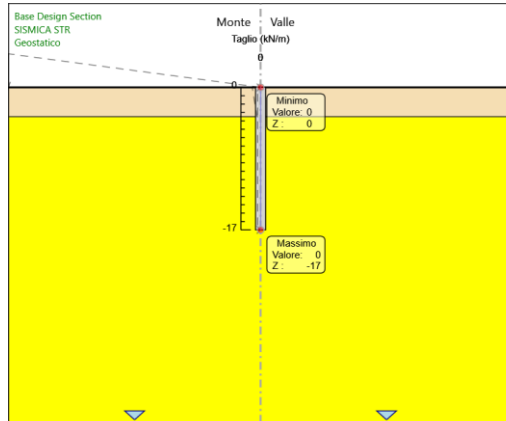 Base Design Section
SISMICA STR
Geostatico
Monte Valle
Taglio (kN/m)
0
0
Minimo
Valore: 0
Z : 0
-17
Massimo
Valore: 0
Z : -17